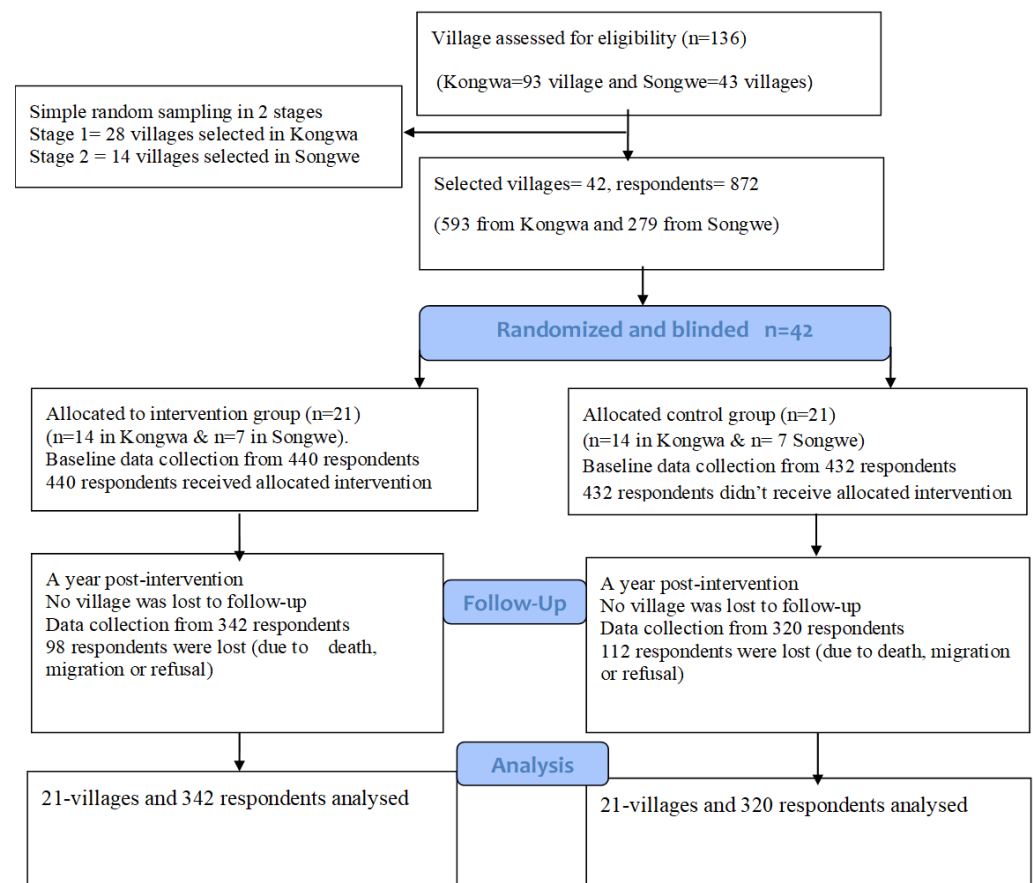 Village assessed for eligibility (n=136)
(Kongwa=93 village and Songwe=43 villages)
Simple random sampling in 2 stages
Stage 1= 28 villages selected in Kongwa
Stage 2 = 14 villages selected in Songwe
Selected villages= 42, respondents= 872
(593 from Kongwa and 279 from Songwe)
Randomized and blinded n=42
Allocated to intervention group (n=21)
(n=14 in Kongwa & n=7 in Songwe).
Baseline data collection from 440 respondents
440 respondents received allocated intervention
Allocated control group (n=21)
(n=14 in Kongwa & n= 7 Songwe)
Baseline data collection from 432 respondents
432 respondents didn’t receive allocated intervention
A year post-intervention
No village was lost to follow-up
Data collection from 342 respondents
98 respondents were lost (due to death,
migration or refusal)
Follow-Up
A year post-intervention
No village was lost to follow-up
Data collection from 320 respondents
112 respondents were lost (due to death, migration
or refusal)
Analysis
21-villages and 342 respondents analysed
21-villages and 320 respondents analysed